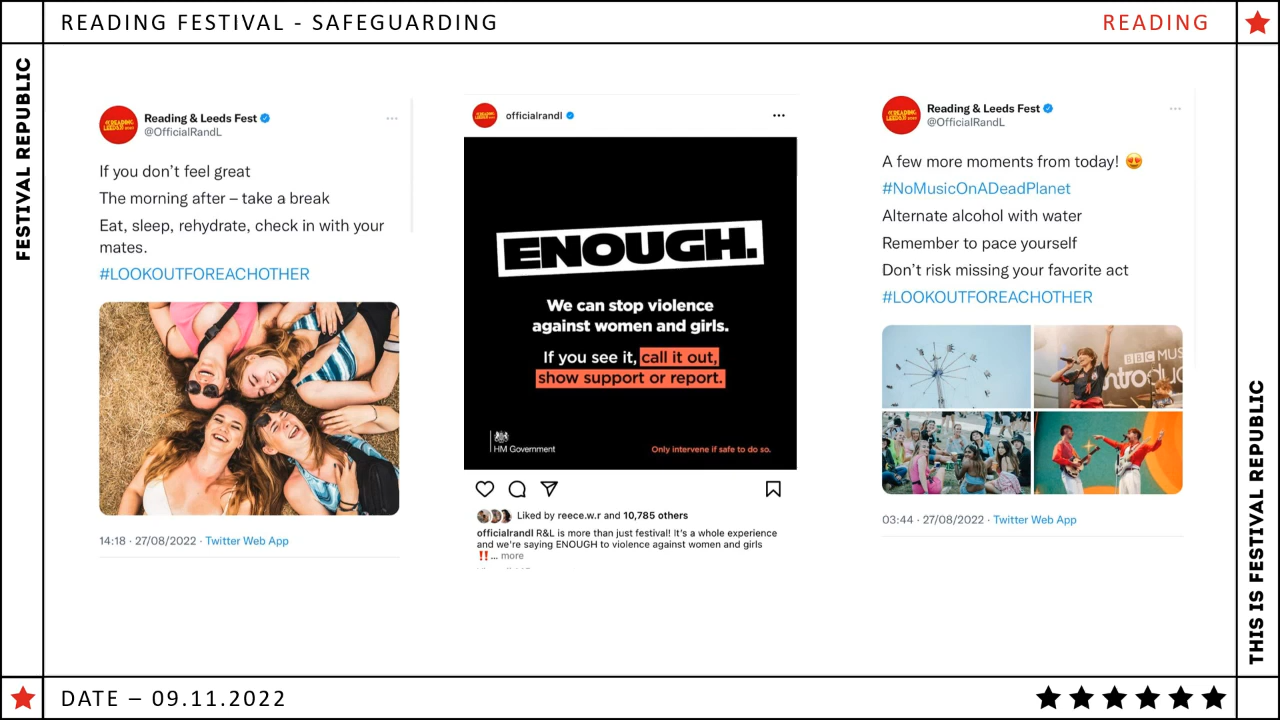 READING FESTIVAL - SAFEGUARDING
READING
FESTIVAL REPUBLIC
Reading & Leeds Fest
@OfficialRandL
If you don’t feel great
The morning after – take a break
Eat, sleep, rehydrate, check in with your
mates.
#LOOKOUTFOREACHOTHER
14:18 · 27/08/2022 · Twitter Web App
officialrandl
ENOUGH.
We can stop violence
against women and girls.
If you see it, call it out,
show support or report.
HM Government
Only intervene if safe to do so.
Liked by reece.w.r and 10,785 others
officialrandl R&L is more than just festival! It's a whole experience
and we're saying ENOUGH to violence against women and girls
‼️... more
Reading & Leeds Fest
@OfficialRandL
A few more moments from today! 😍
#NoMusicOnADeadPlanet
Alternate alcohol with water
Remember to pace yourself
Don’t risk missing your favorite act
#LOOKOUTFOREACHOTHER
BBC MUS
ntroduc
03:44 · 27/08/2022 · Twitter Web App
THIS IS FESTIVAL REPUBLIC
DATE – 09.11.2022